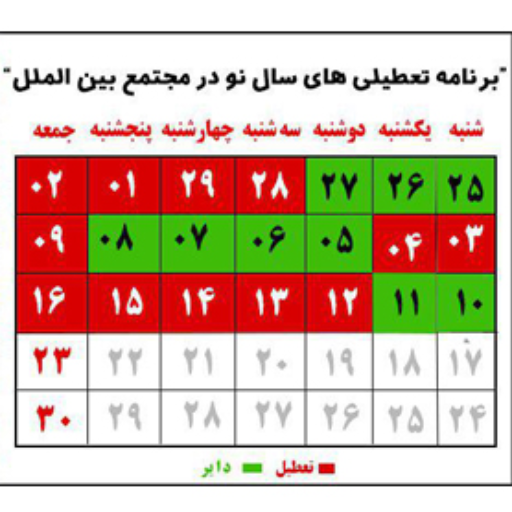 "برنامه تعطیلی های سال نو در مجتمع بین الملل"
شنبه یکشنبه دوشنبه سه شنبه چهارشنبه پنجشنبه جمعه
۲۵ ۲۶ ۲۷ ۲۸ ۲۹ ۰۱ ۰۲
۰۳ ۰۴ ۰۵ ۰۶ ۰۷ ۰۸ ۰۹
۱۰ ۱۱ ۱۲ ۱۳ ۱۴ ۱۵ ۱۶
۱۷ ۱۸ ۱۹ ۲۰ ۲۱ ۲۲ ۲۳
۲۴ ۲۵ ۲۶ ۲۷ ۲۸ ۲۹ ۳۰
تعطیل دایر